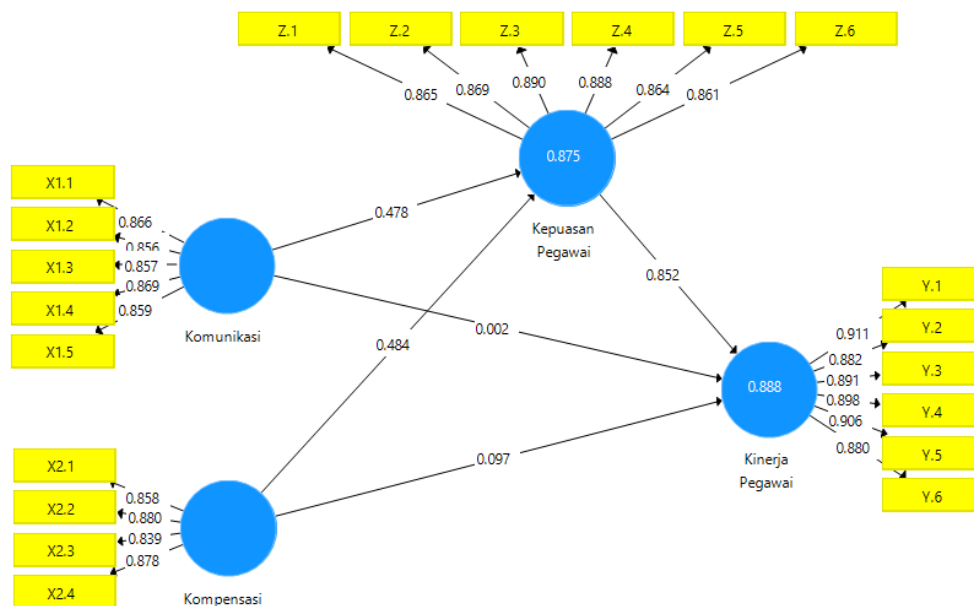 Z.1
Z.2
Z.3
Z.4
Z.5
Z.6
0.865
0.869
0.890
0.888
0.864
0.861
0.875
Kepuasan
Pegawai
X1.1
X1.2
X1.3
X1.4
X1.5
0.866
0.856
0.857
0.869
0.859
Komunikasi
0.478
0.484
0.002
0.852
0.097
Y.1
Y.2
Y.3
Y.4
Y.5
Y.6
0.911
0.882
0.891
0.898
0.906
0.880
0.888
Kinerja
Pegawai
X2.1
X2.2
X2.3
X2.4
0.858
0.880
0.839
0.878
Kompensasi